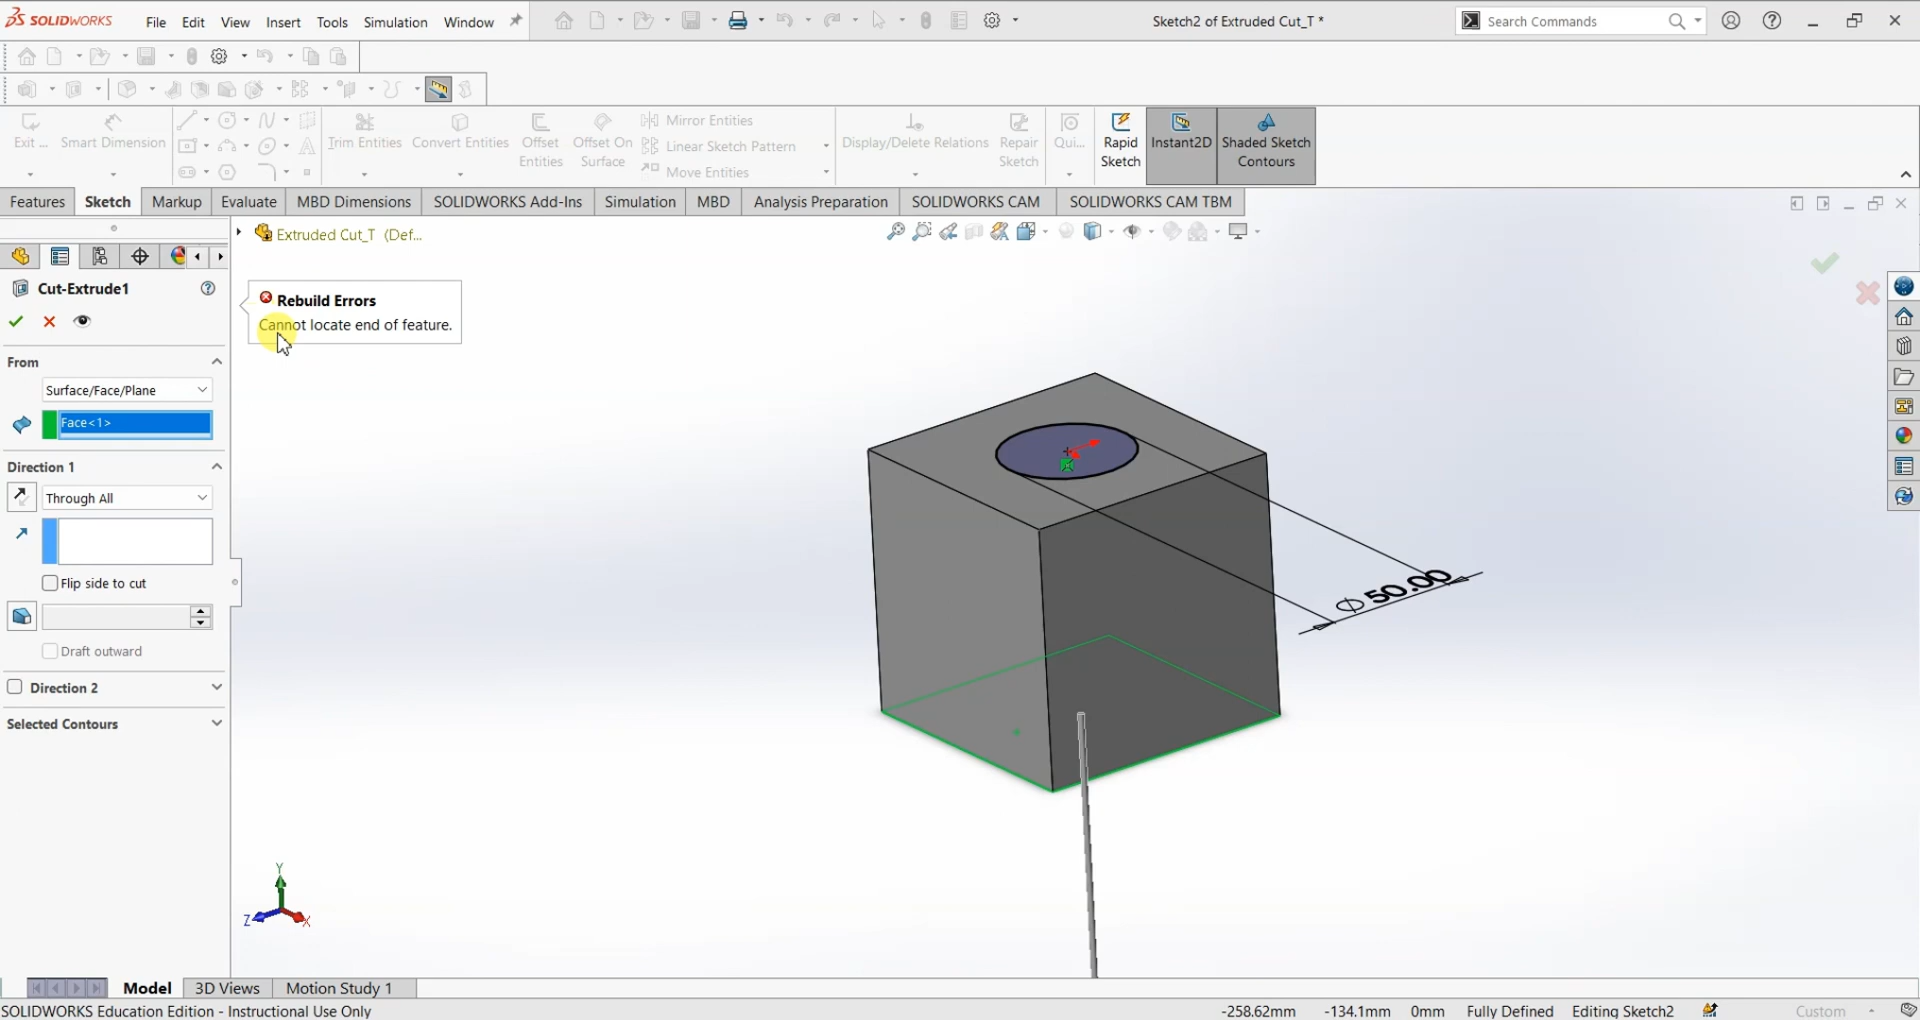 SOLIDWORKS File Edit View Insert Tools Simulation Window
Sketch2 of Extruded Cut_T *
Search Commands
Exit ... Smart Dimension
Trim Entities Convert Entities Offset Entities Offset On Surface
Mirror Entities
Linear Sketch Pattern
Move Entities
Display/Delete Relations Repair Sketch Qui... Rapid Sketch Instant2D Shaded Sketch Contours
Features Sketch Markup Evaluate MBD Dimensions SOLIDWORKS Add-Ins Simulation MBD Analysis Preparation SOLIDWORKS CAM SOLIDWORKS CAM TBM
Extruded Cut_T (Def...
Cut-Extrude1
Rebuild Errors
Cannot locate end of feature.
From
Surface/Face/Plane
Face<1>
Direction 1
Through All
Flip side to cut
Draft outward
Direction 2
Selected Contours
∅50.00
Y
Z
X
Model 3D Views Motion Study 1
SOLIDWORKS Education Edition - Instructional Use Only
-258.62mm -134.1mm 0mm Fully Defined Editing Sketch2 Custom